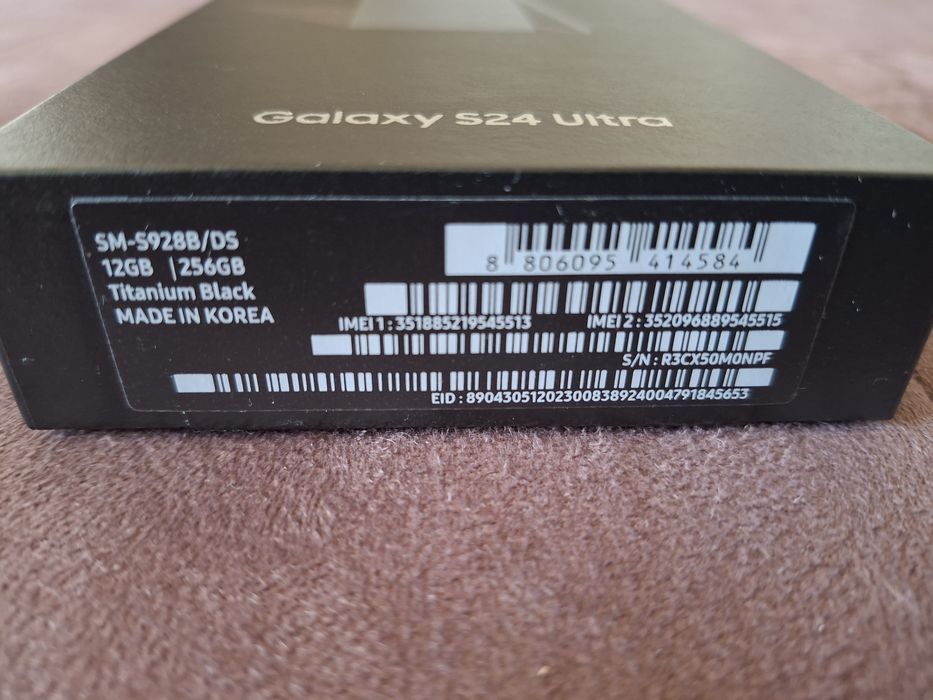 Galaxy S24 Ultra
SM-S928B/DS
12GB | 256GB
Titanium Black
MADE IN KOREA
8 806095 414584
IMEI 1 : 351885219545513 IMEI 2 : 352096889545515
S/N : R3CX50M0NPF
EID : 89043051202300838924004791845653